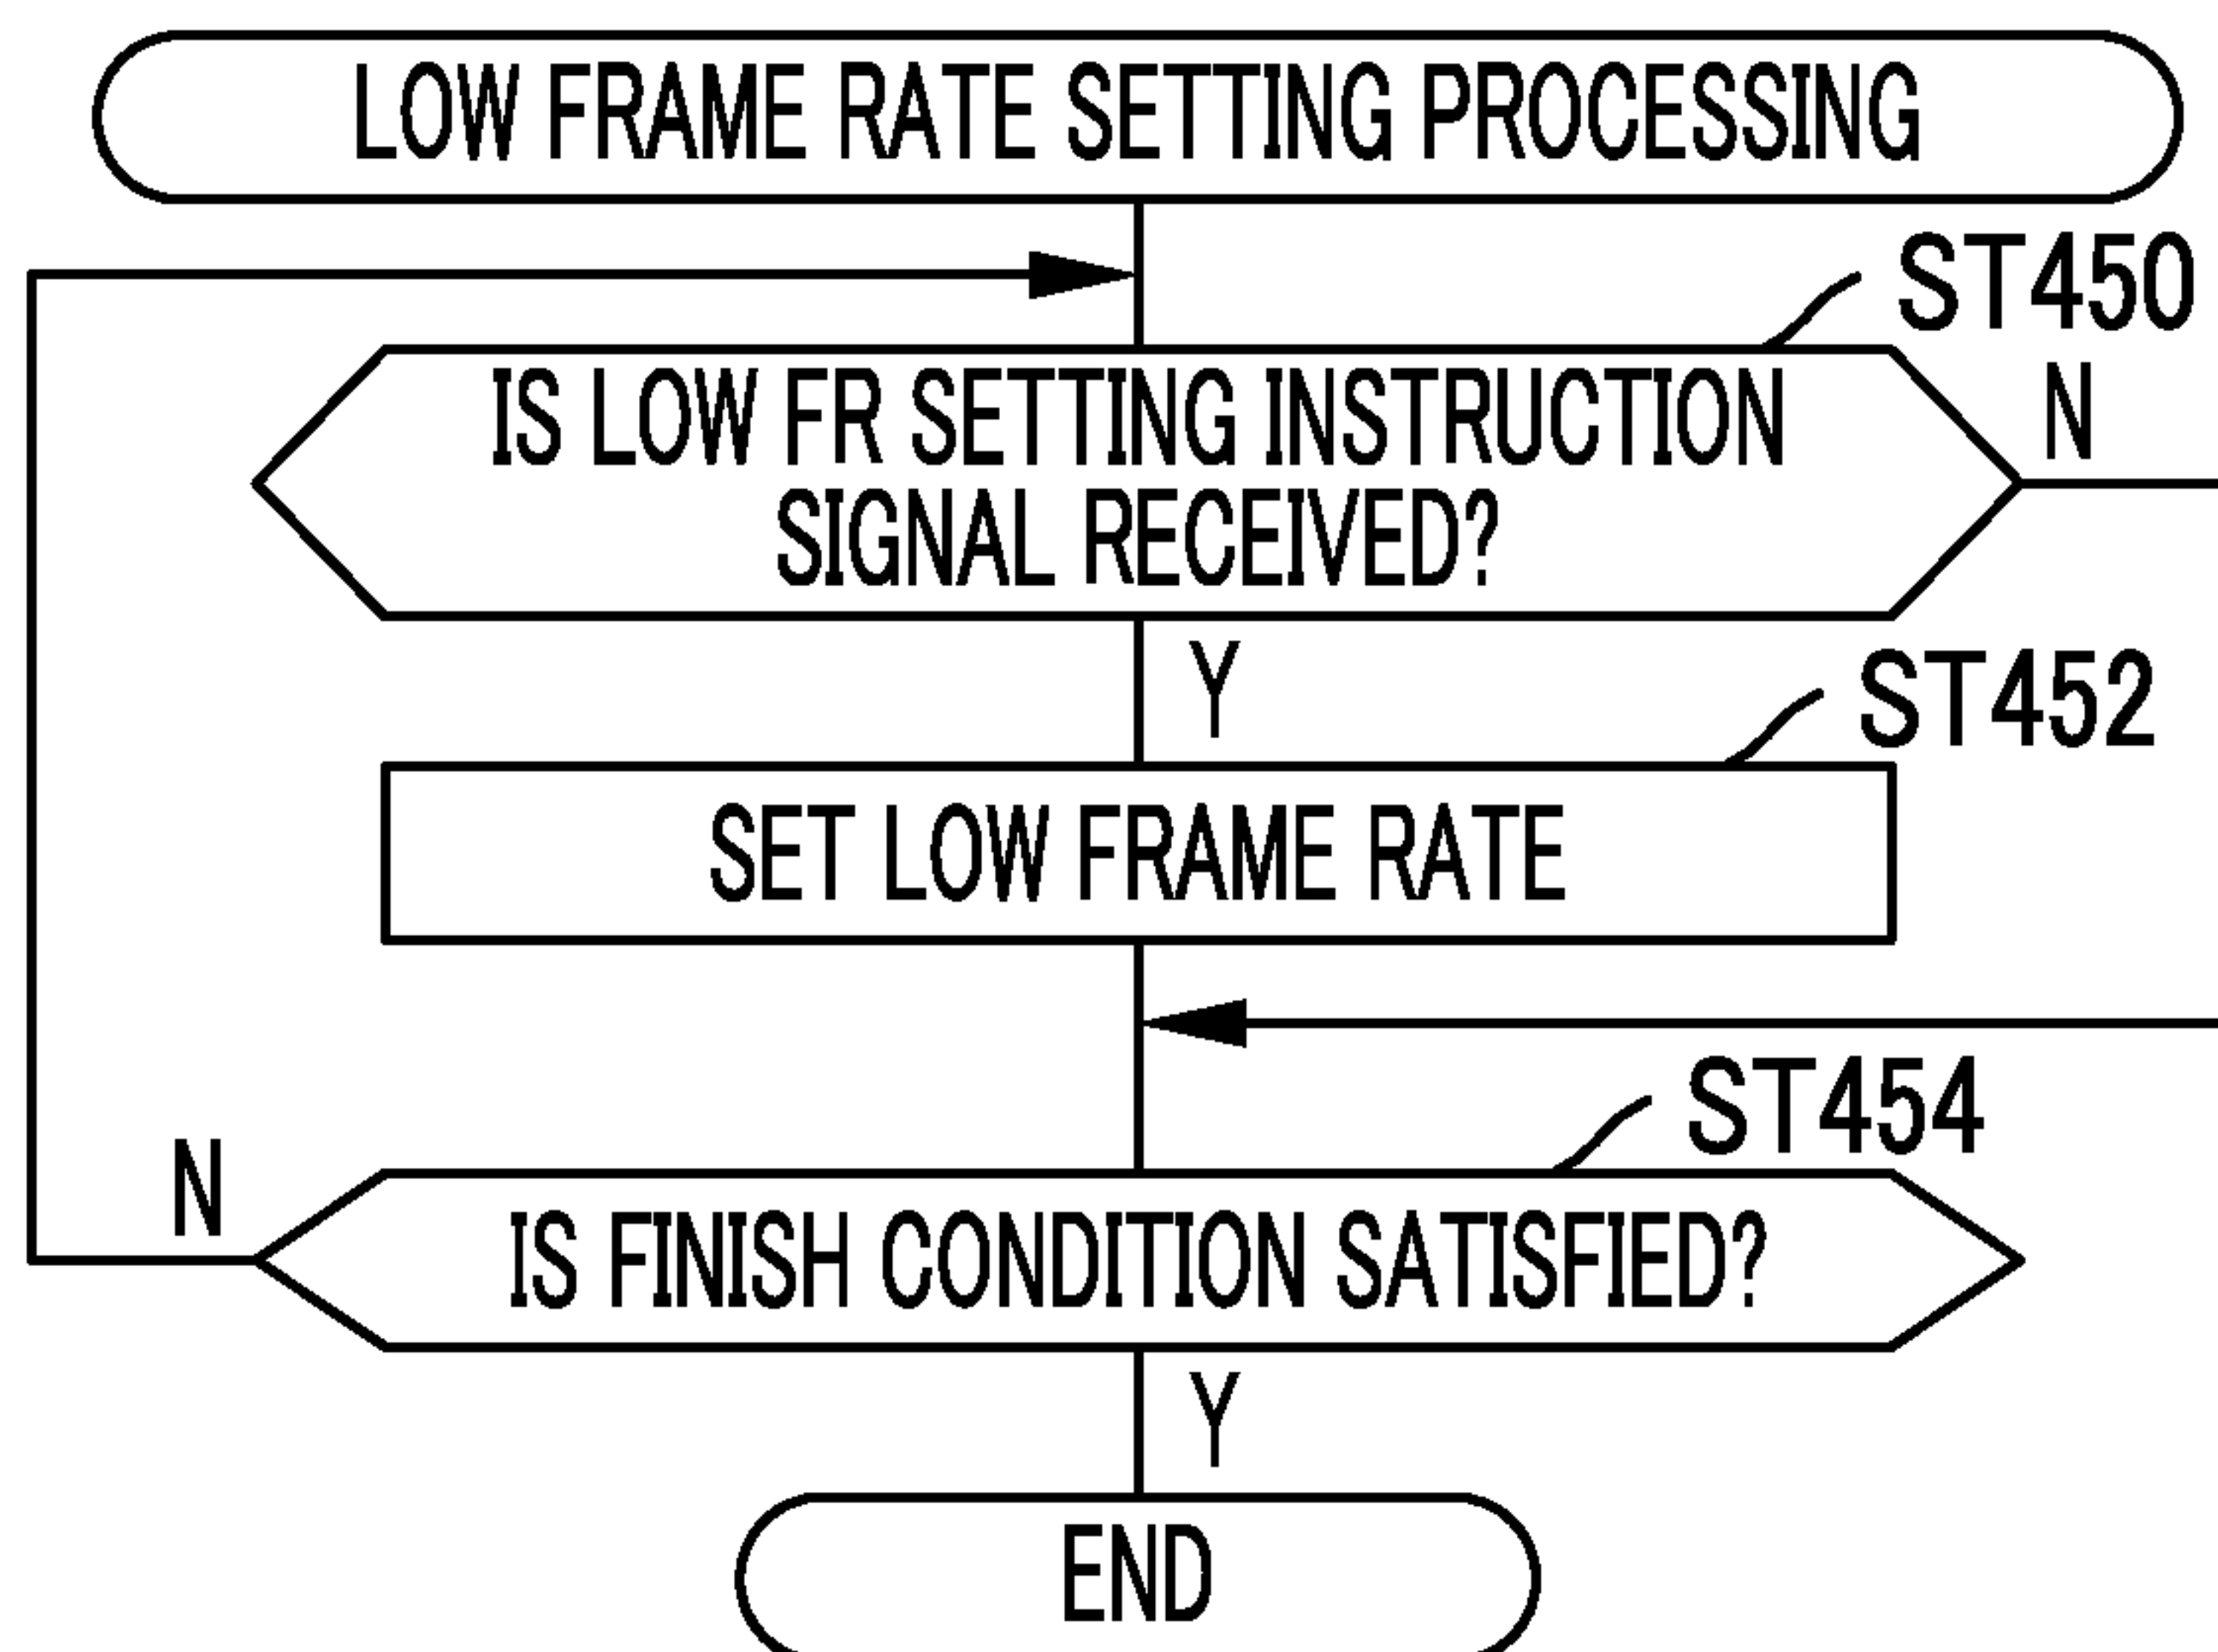 LOW FRAME RATE SETTING PROCESSING
ST450
IS LOW FR SETTING INSTRUCTION
SIGNAL RECEIVED?
N
Y
ST452
SET LOW FRAME RATE
ST454
N
IS FINISH CONDITION SATISFIED?
Y
END